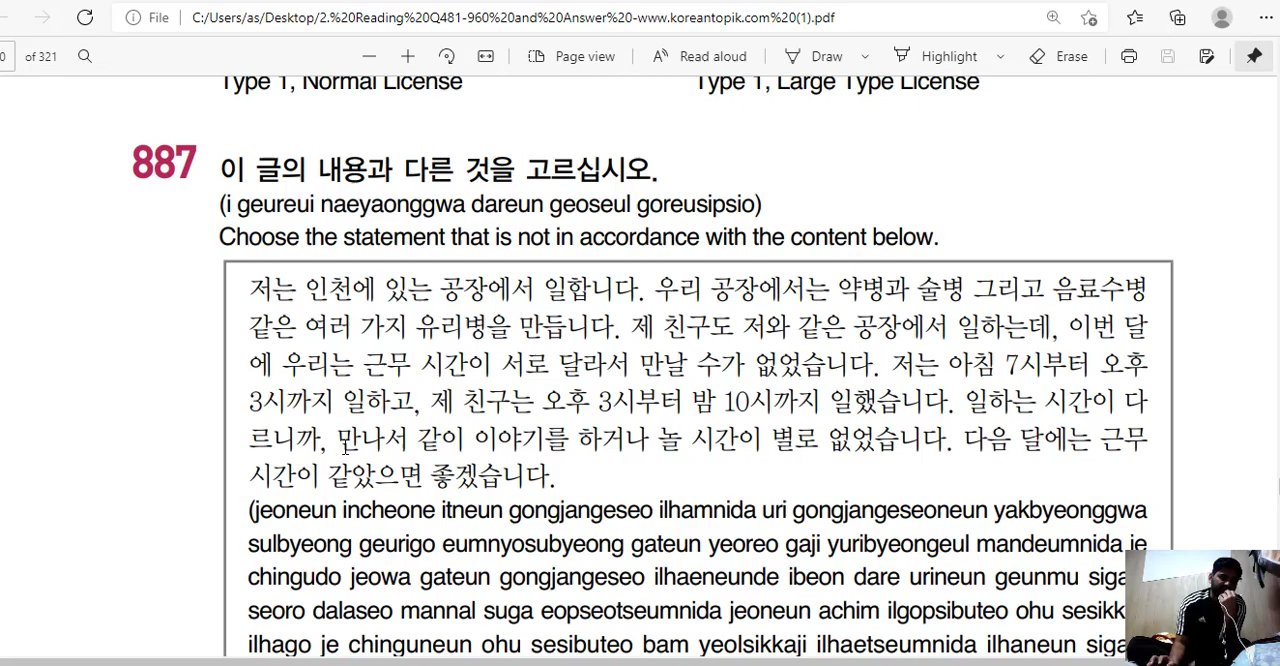 File C:/Users/as/Desktop/2.%20Reading%20Q481-960%20and%20Answer%20-www.koreantopik.com%20(1).pdf
0 of 321 Page view Read aloud Draw Highlight Erase
Type 1, Normal License Type 1, Large Type License
887 이 글의 내용과 다른 것을 고르십시오.
(i geureui naeyaonggwa dareun geoseul goreusipsio)
Choose the statement that is not in accordance with the content below.
저는 인천에 있는 공장에서 일합니다. 우리 공장에서는 약병과 술병 그리고 음료수병
같은 여러 가지 유리병을 만듭니다. 제 친구도 저와 같은 공장에서 일하는데, 이번 달
에 우리는 근무 시간이 서로 달라서 만날 수가 없었습니다. 저는 아침 7시부터 오후
3시까지 일하고, 제 친구는 오후 3시부터 밤 10시까지 일했습니다. 일하는 시간이 다
르니까, 만나서 같이 이야기를 하거나 놀 시간이 별로 없었습니다. 다음 달에는 근무
시간이 같았으면 좋겠습니다.
(jeoneun incheone itneun gongjangeseo ilhamnida uri gongjangeseoneun yakbyeonggwa
sulbyeong geurigo eumnyosubyeong gateun yeoreo gaji yuribyeongeul mandeumnida je
chingudo jeowa gateun gongjangeseo ilhaeneunde ibeon dare urineun geunmu
seoro dalaseo mannal suga eopseotseumnida jeoneun achim ilgopsibuteo ohu
ilhago je chinguneun ohu sesibuteo bam yeolsikkaji ilhaetseumnida ilhaneun